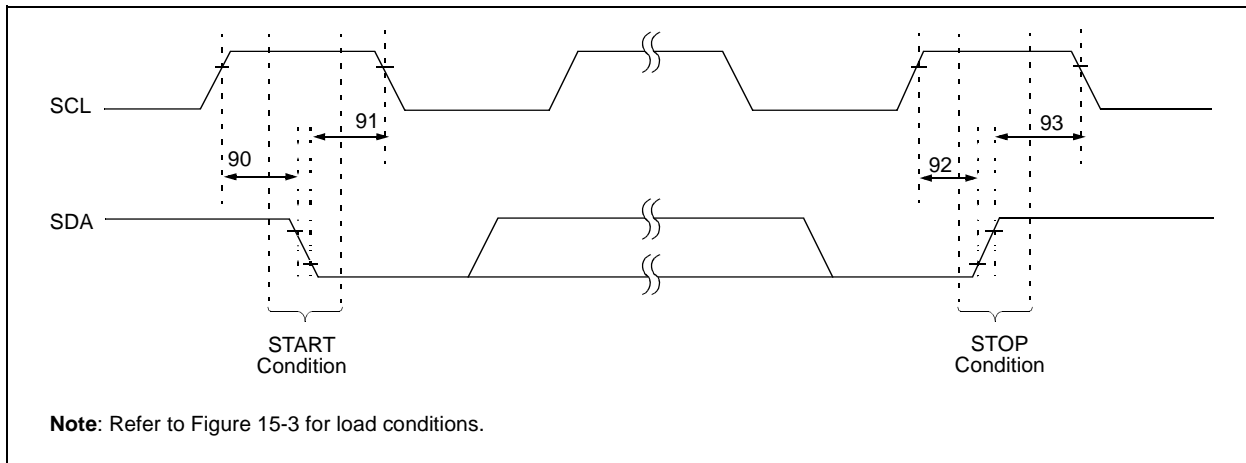 SCL
91
93
90
92
SDA
START
Condition
STOP
Condition
Note: Refer to Figure 15-3 for load conditions.